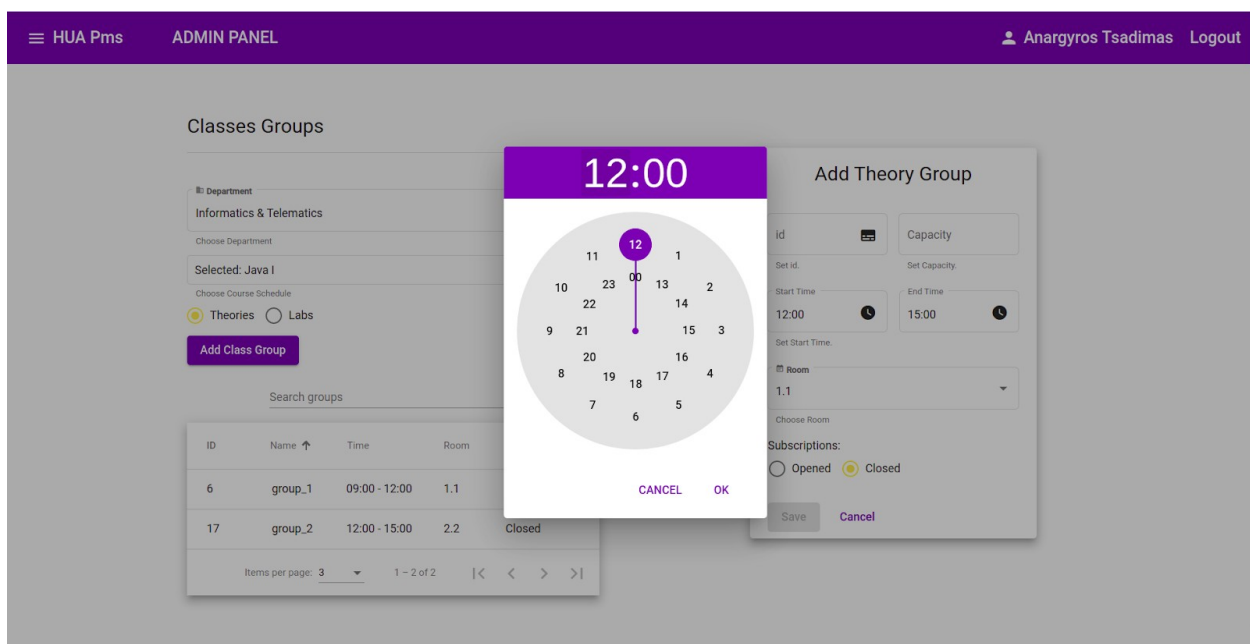 HUA Pms ADMIN PANEL Anargyros Tsadimas Logout
Classes Groups
Department
Informatics & Telematics
Choose Department
Selected: Java I
Choose Course Schedule
Theories Labs
Add Class Group
Search groups
ID Name Time Room
6 group_1 09:00 - 12:00 1.1
17 group_2 12:00 - 15:00 2.2 Closed
Items per page: 3 1 – 2 of 2
12:00
12
11 1
00
23 13
10 2
22 14
9 21 15 3
20 16
8 19 17 4
18
7 5
6
CANCEL OK
Add Theory Group
id Capacity
Set id. Set Capacity.
Start Time End Time
12:00 15:00
Set Start Time.
Room
1.1
Choose Room
Subscriptions:
Opened Closed
Save Cancel